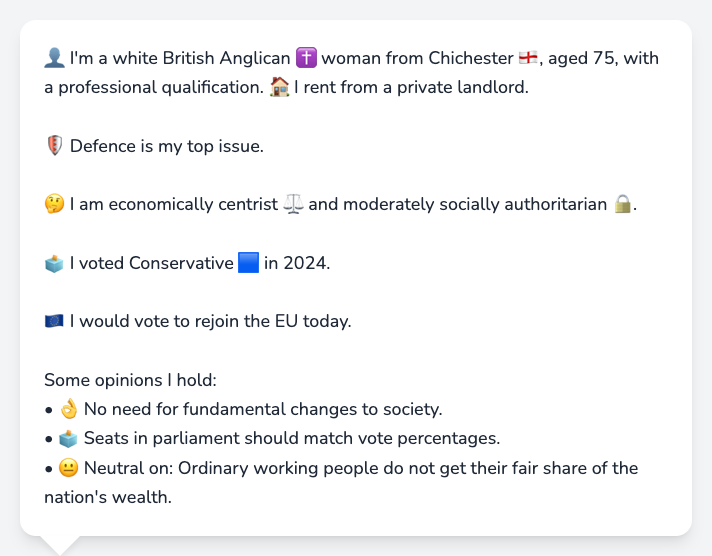 👤 I'm a white British Anglican ✝️ woman from Chichester 🏴󠁧󠁢󠁥󠁮󠁧󠁿, aged 75, with
a professional qualification. 🏠 I rent from a private landlord.
🛡️ Defence is my top issue.
🤔 I am economically centrist ⚖️ and moderately socially authoritarian 🔒.
🗳️ I voted Conservative 🟦 in 2024.
🇪🇺 I would vote to rejoin the EU today.
Some opinions I hold:
• 👌 No need for fundamental changes to society.
• 🗳️ Seats in parliament should match vote percentages.
• 😐 Neutral on: Ordinary working people do not get their fair share of the
nation's wealth.